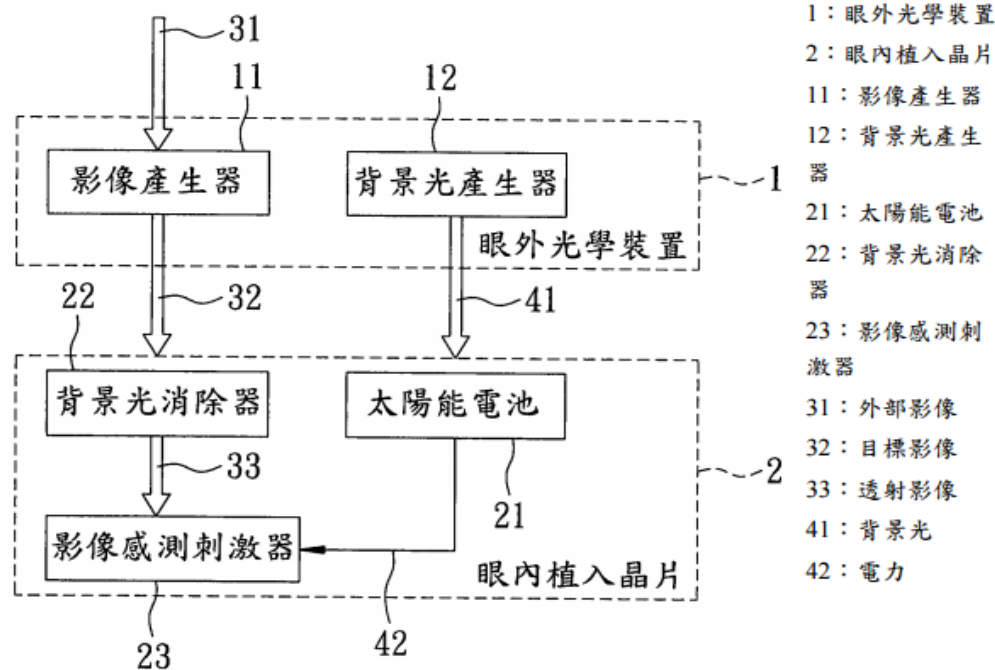 31
11
12
影像產生器
背景光產生器
1
眼外光學裝置
22
32
41
背景光消除器
太陽能電池
33
21
2
影像感測刺激器
眼內植入晶片
23
42
1：眼外光學裝置
2：眼內植入晶片
11：影像產生器
12：背景光產生
器
21：太陽能電池
22：背景光消除
器
23：影像感測刺
激器
31：外部影像
32：目標影像
33：透射影像
41：背景光
42：電力